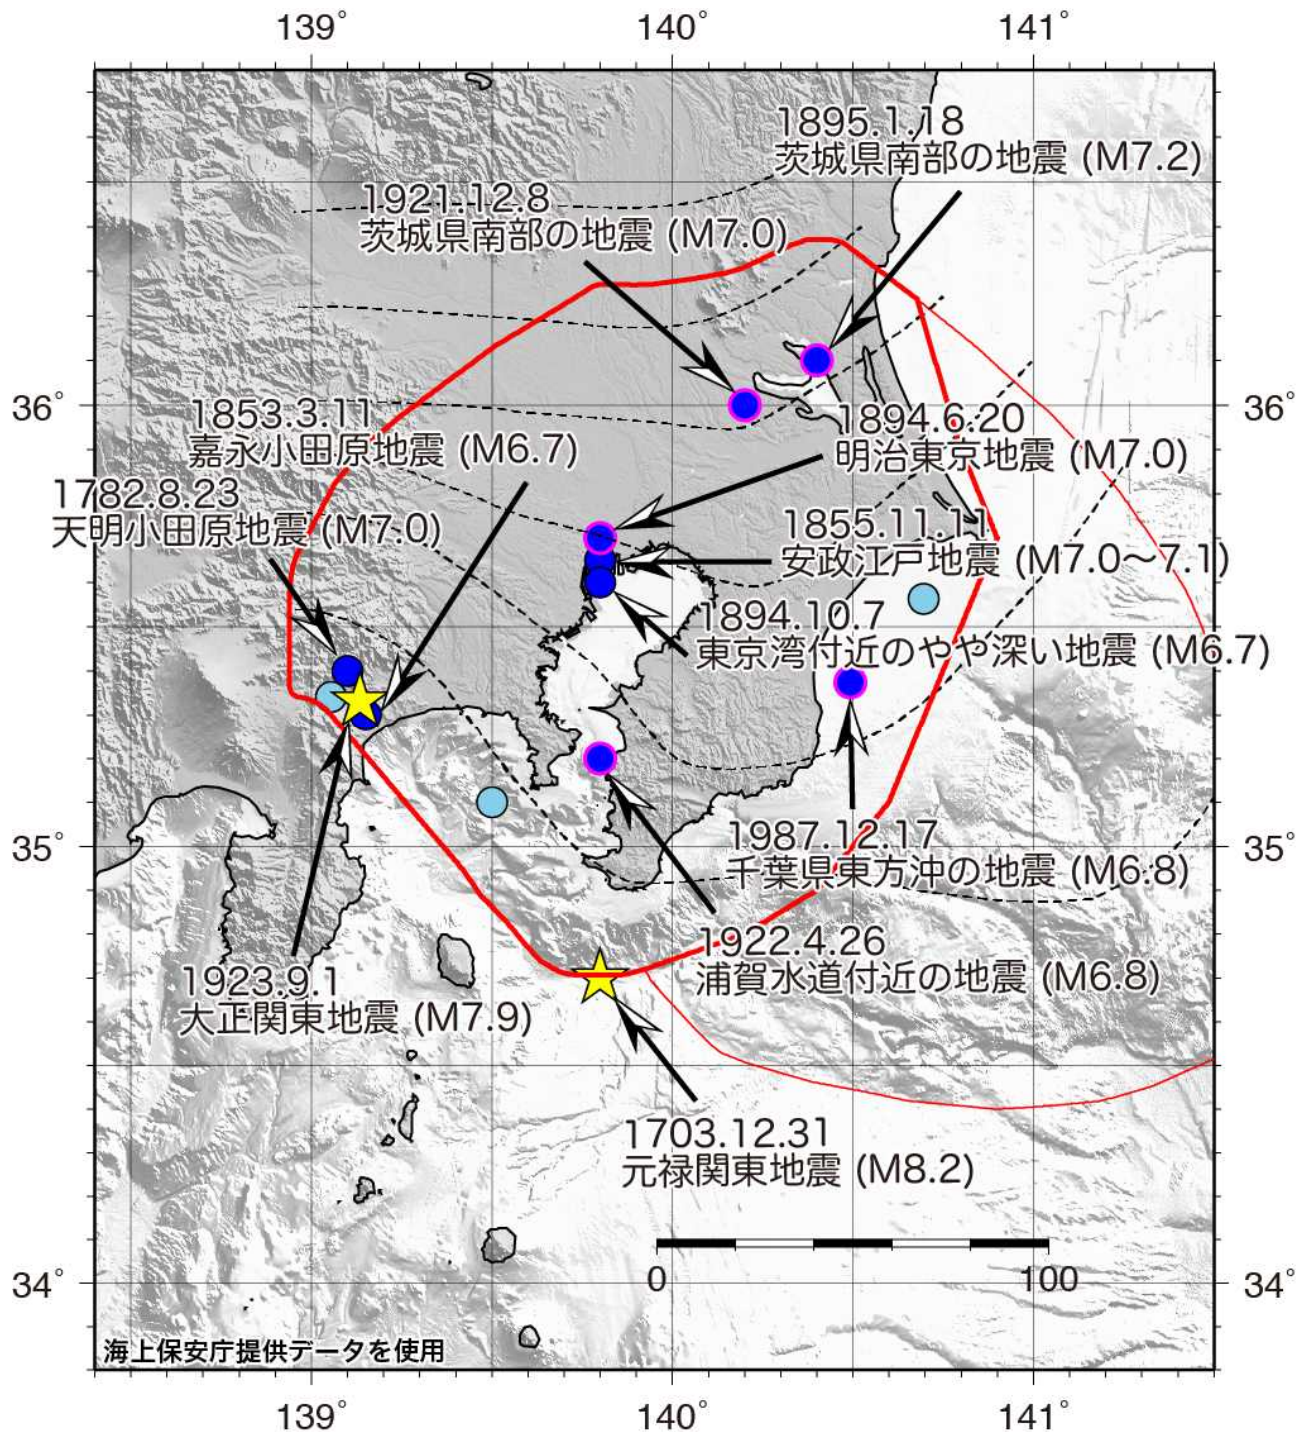 139°
140°
141°
1895.1.18
茨城県南部の地震 (M7.2)
1921.12.8
茨城県南部の地震 (M7.0)
36°
36°
1853.3.11
嘉永小田原地震 (M6.7)
1894.6.20
明治東京地震 (M7.0)
1782.8.23
天明小田原地震 (M7.0)
1855.11.11
安政江戸地震 (M7.0～7.1)
1894.10.7
東京湾付近のやや深い地震 (M6.7)
35°
35°
1987.12.17
千葉県東方沖の地震 (M6.8)
1922.4.26
浦賀水道付近の地震 (M6.8)
1923.9.1
大正関東地震 (M7.9)
1703.12.31
元禄関東地震 (M8.2)
0
100
34°
34°
海上保安庁提供データを使用
139°
140°
141°